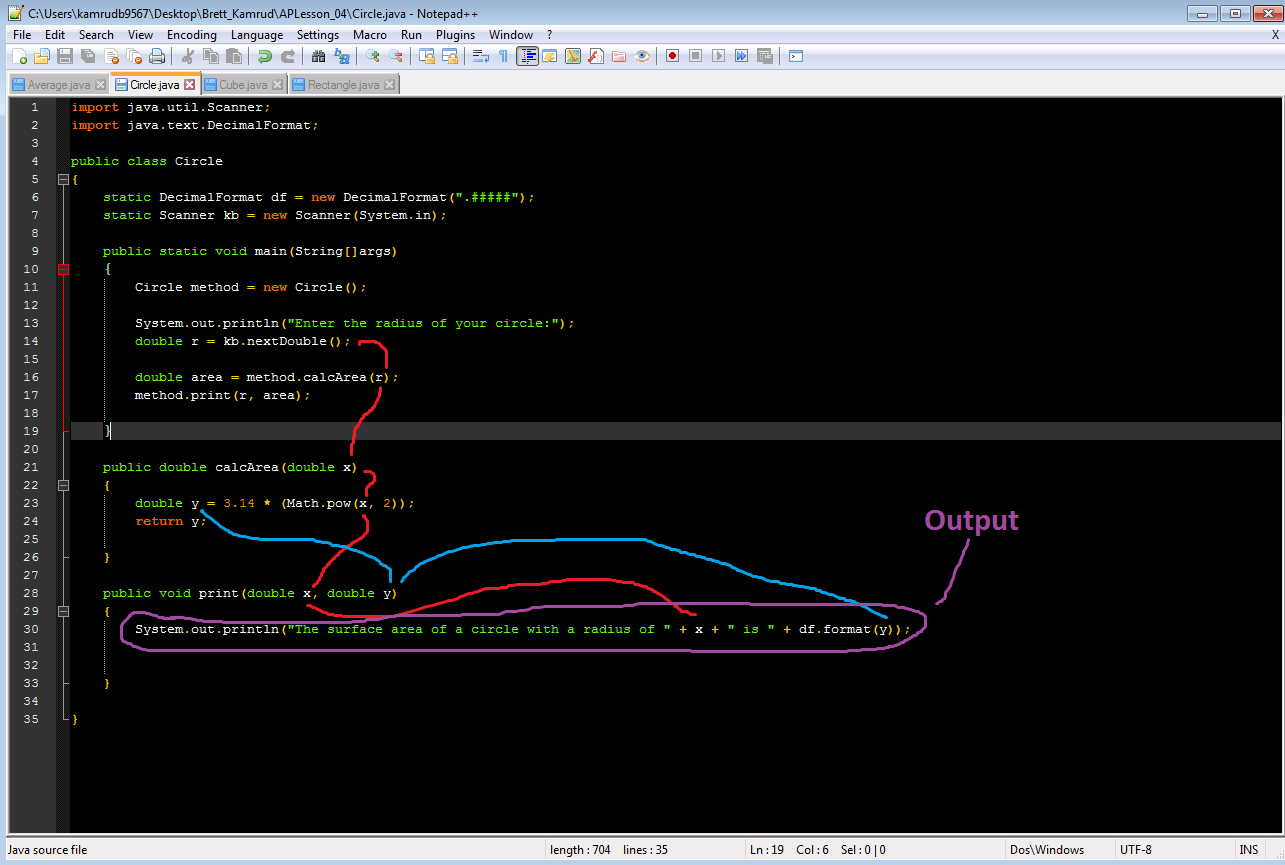 C:\Users\kamrudb9567\Desktop\Brett_Kamrud\APLesson_04\Circle.java - Notepad++
File Edit Search View Encoding Language Settings Macro Run Plugins Window ? X
Average.java Circle.java Cube.java Rectangle.java
1 import java.util.Scanner;
2 import java.text.DecimalFormat;
3
4 public class Circle
5 {
6 static DecimalFormat df = new DecimalFormat(".#####");
7 static Scanner kb = new Scanner(System.in);
8
9 public static void main(String[]args)
10 {
11 Circle method = new Circle();
12
13 System.out.println("Enter the radius of your circle:");
14 double r = kb.nextDouble();
15
16 double area = method.calcArea(r);
17 method.print(r, area);
18
19 }
20
21 public double calcArea(double x)
22 {
23 double y = 3.14 * (Math.pow(x, 2));
24 return y;
25
26 }
27
28 public void print(double x, double y)
29 {
30 System.out.println("The surface area of a circle with a radius of " + x + " is " + df.format(y));
31
32
33 }
34
35 }
Output
Java source file length : 704 lines : 35 Ln : 19 Col : 6 Sel : 0 | 0 Dos\Windows UTF-8 INS